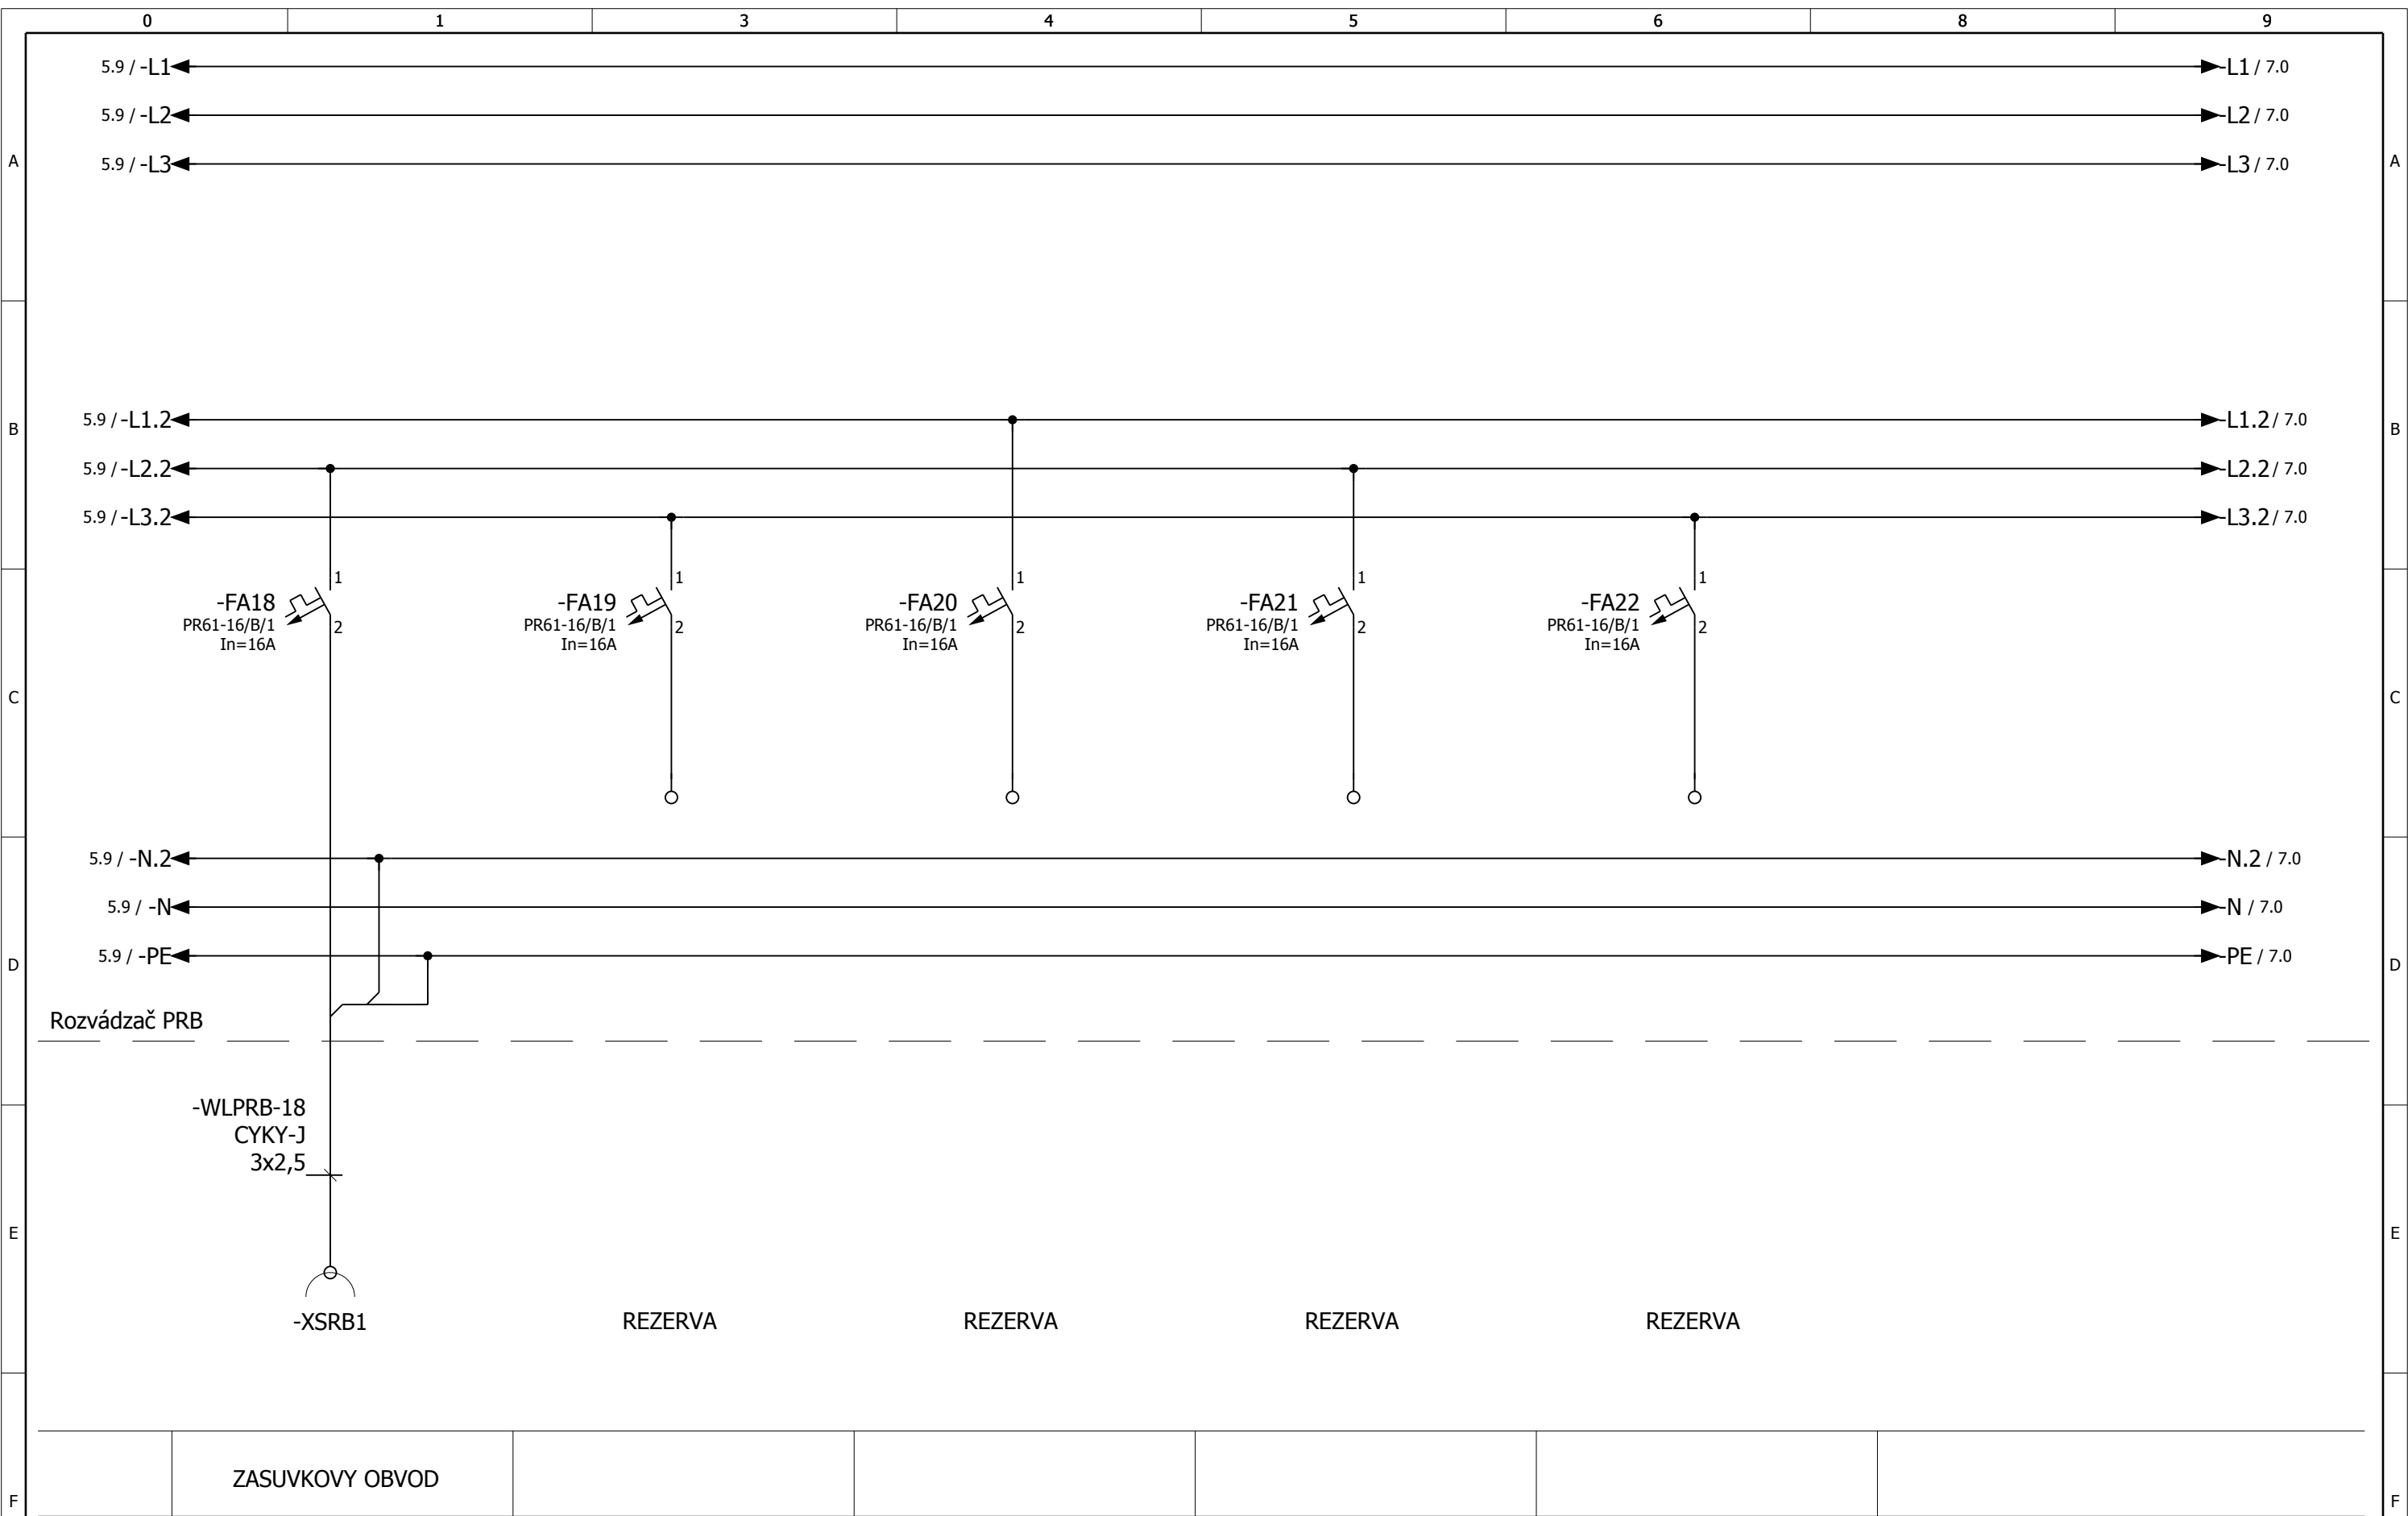 0 1 3 4 5 6 8 9
5.9 / -L1 -L1 / 7.0
5.9 / -L2 -L2 / 7.0
A 5.9 / -L3 -L3 / 7.0 A
5.9 / -L1.2 -L1.2 / 7.0
B B
5.9 / -L2.2 -L2.2 / 7.0
5.9 / -L3.2 -L3.2 / 7.0
1 1 1 1 1
-FA18 -FA19 -FA20 -FA21 -FA22
PR61-16/B/1 2 PR61-16/B/1 2 PR61-16/B/1 2 PR61-16/B/1 2 PR61-16/B/1 2
In=16A In=16A In=16A In=16A In=16A
C C
5.9 / -N.2 -N.2 / 7.0
5.9 / -N -N / 7.0
5.9 / -PE -PE / 7.0
D D
Rozvádzač PRB
-WLPRB-18
CYKY-J
3x2,5
E E
-XSRB1 REZERVA REZERVA REZERVA REZERVA
ZASUVKOVY OBVOD
F F